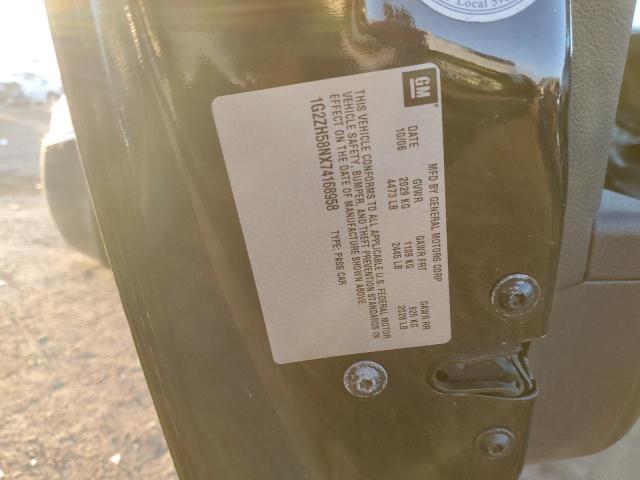 Local 595
GM
MFD BY GENERAL MOTORS CORP
DATE GVWR GAWR FRT GAWR RR
10/06 2029 KG 1109 KG 920 KG
4473 LB 2445 LB 2028 LB
THIS VEHICLE CONFORMS TO ALL APPLICABLE U.S. FEDERAL MOTOR
VEHICLE SAFETY, BUMPER, AND THEFT PREVENTION STANDARDS IN
EFFECT ON THE DATE OF MANUFACTURE SHOWN ABOVE.
1G2ZH58NX74168958 TYPE: PASS CAR